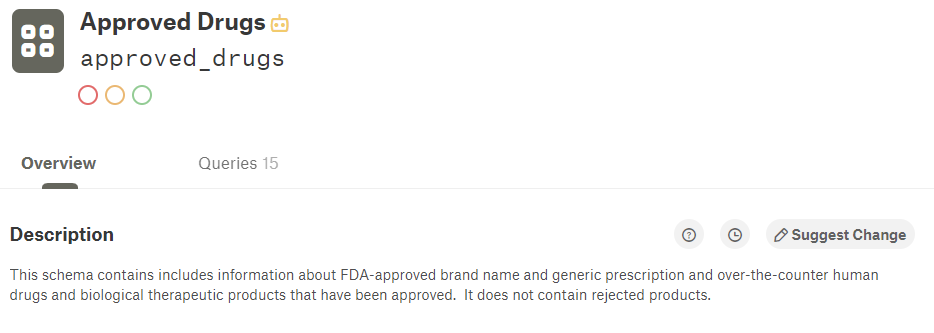 Approved Drugs
approved_drugs
Overview
Queries 15
Description
Suggest Change
This schema contains includes information about FDA-approved brand name and generic prescription and over-the-counter human
drugs and biological therapeutic products that have been approved.  It does not contain rejected products.